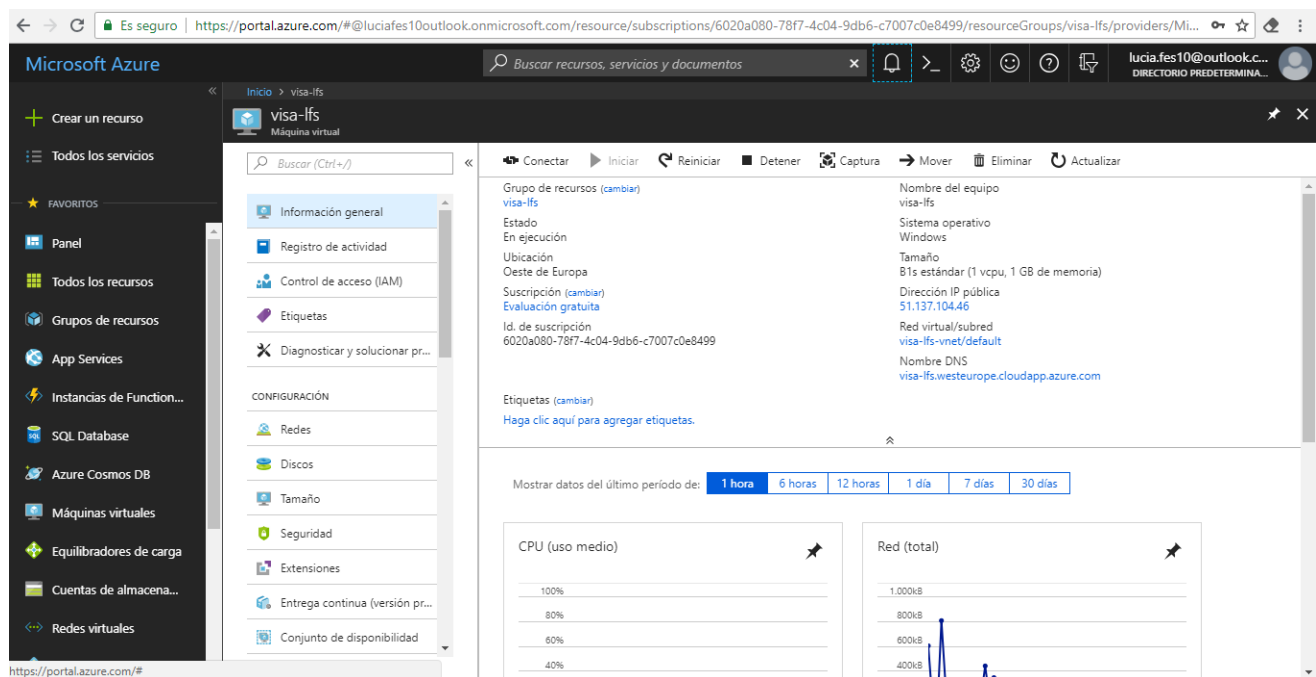 Es seguro | https://portal.azure.com/#@luciafes10outlook.onmicrosoft.com/resource/subscriptions/6020a080-78f7-4c04-9db6-c7007c0e8499/resourceGroups/visa-lfs/providers/Mi...
Microsoft Azure
Buscar recursos, servicios y documentos
lucia.fes10@outlook.c...
DIRECTORIO PREDETERMINA...
Crear un recurso
Todos los servicios
FAVORITOS
Panel
Todos los recursos
Grupos de recursos
App Services
Instancias de Function...
SQL Database
Azure Cosmos DB
Máquinas virtuales
Equilibradores de carga
Cuentas de almacena...
Redes virtuales
https://portal.azure.com/#
Inicio > visa-lfs
visa-lfs
Máquina virtual
Buscar (Ctrl+/)
Información general
Registro de actividad
Control de acceso (IAM)
Etiquetas
Diagnosticar y solucionar pr...
CONFIGURACIÓN
Redes
Discos
Tamaño
Seguridad
Extensiones
Entrega continua (versión pr...
Conjunto de disponibilidad
Conectar Iniciar Reiniciar Detener Captura Mover Eliminar Actualizar
Grupo de recursos (cambiar)
visa-lfs
Estado
En ejecución
Ubicación
Oeste de Europa
Suscripción (cambiar)
Evaluación gratuita
Id. de suscripción
6020a080-78f7-4c04-9db6-c7007c0e8499
Nombre del equipo
visa-lfs
Sistema operativo
Windows
Tamaño
B1s estándar (1 vcpu, 1 GB de memoria)
Dirección IP pública
51.137.104.46
Red virtual/subred
visa-lfs-vnet/default
Nombre DNS
visa-lfs.westeurope.cloudapp.azure.com
Etiquetas (cambiar)
Haga clic aquí para agregar etiquetas.
Mostrar datos del último período de: 1 hora 6 horas 12 horas 1 día 7 días 30 días
CPU (uso medio)
100%
80%
60%
40%
Red (total)
1.000kB
800kB
600kB
400kB